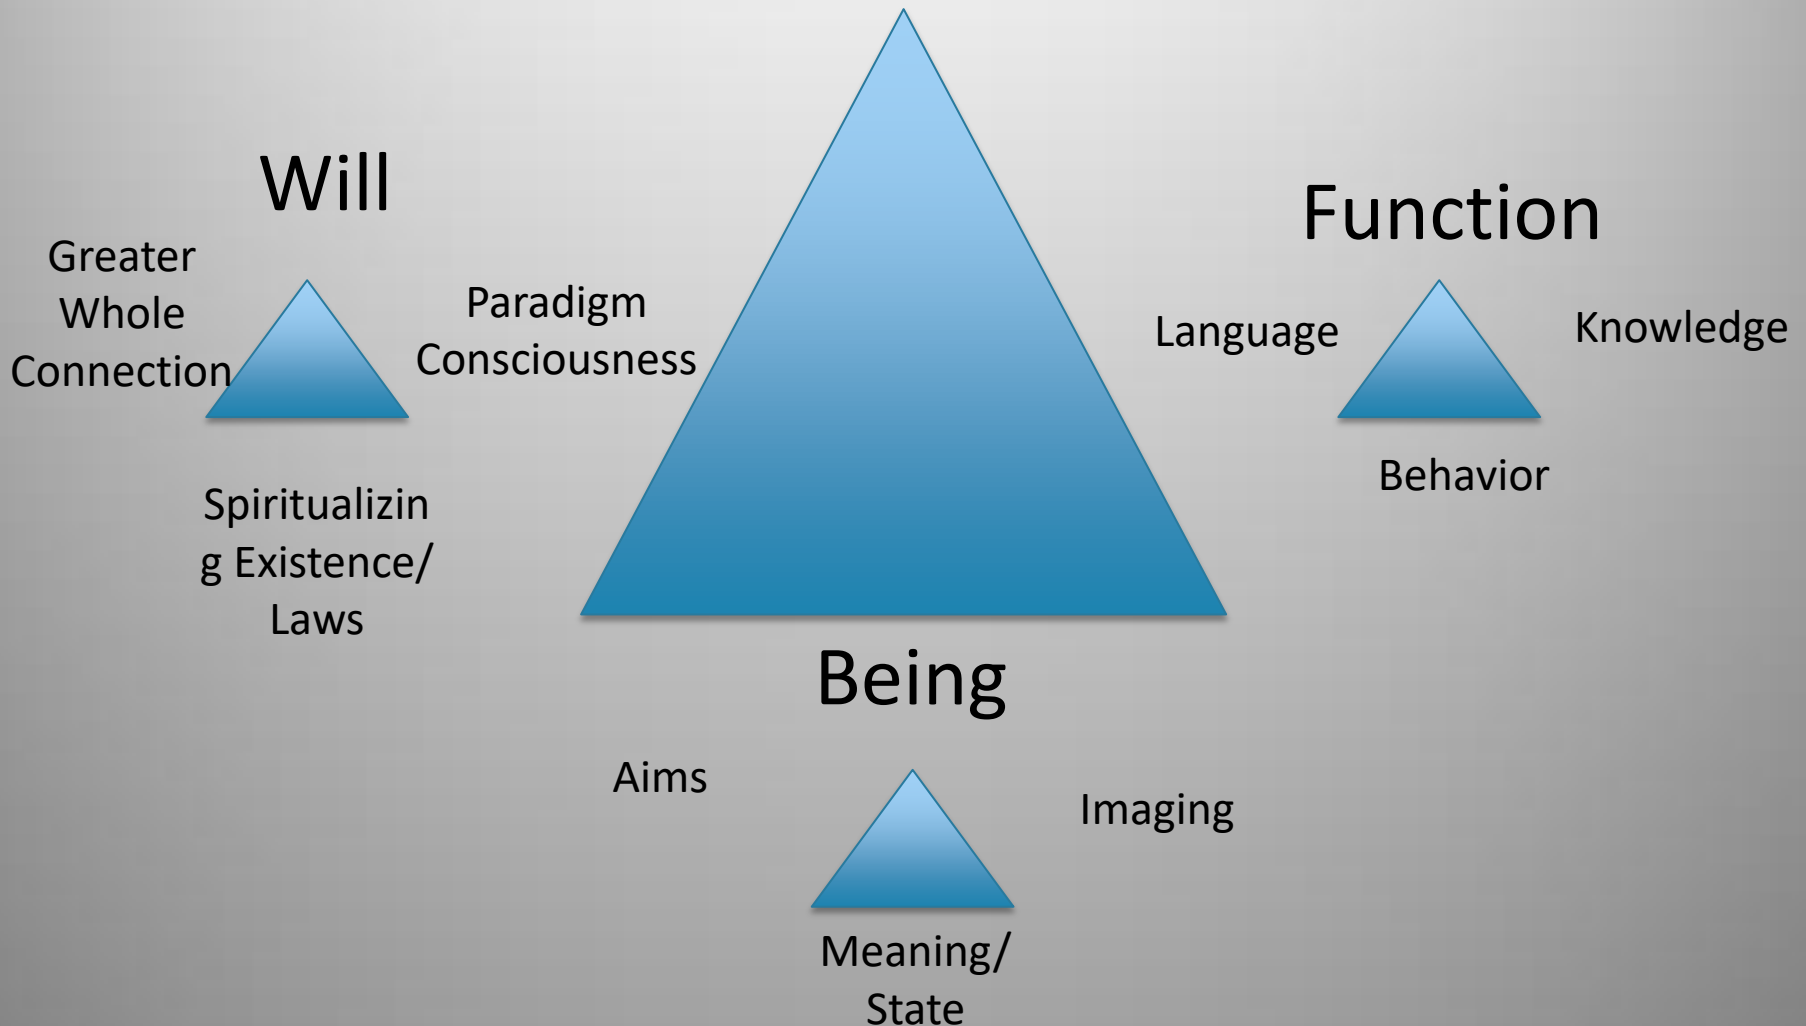 Will
Greater
Whole
Connection
Paradigm
Consciousness
Spiritualizin
g Existence/
Laws
Function
Language
Knowledge
Behavior
Being
Aims
Imaging
Meaning/
State